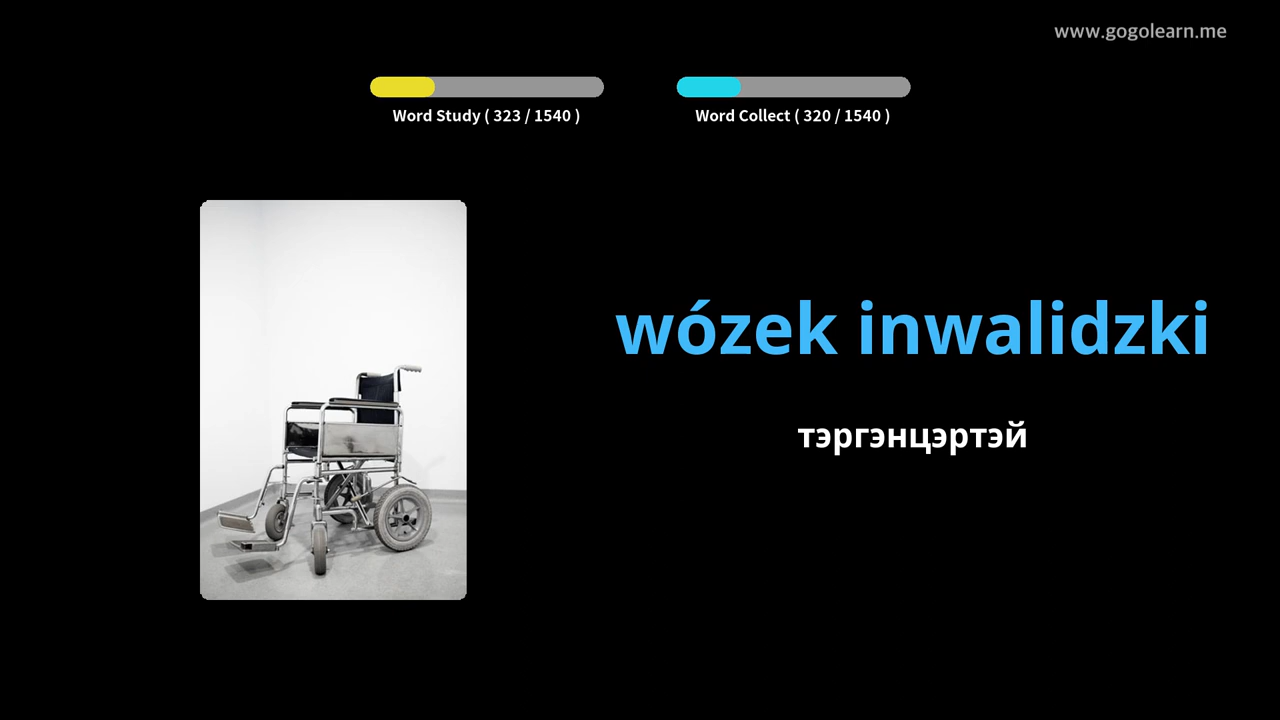 www.gogolearn.me
Word Study ( 323 / 1540 )
Word Collect ( 320 / 1540 )
wózek inwalidzki
тэргэнцэртэй